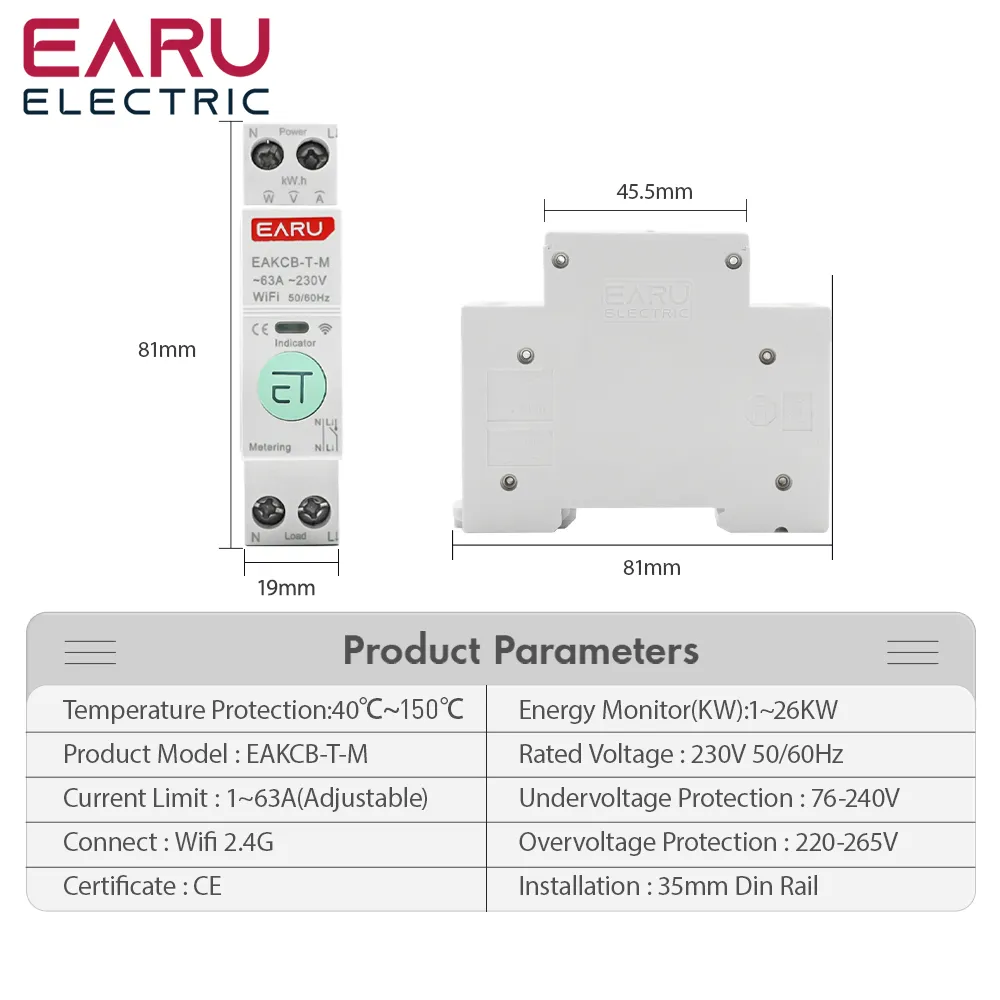 EARU
ELECTRIC
N Power L
kW.h
W V A
EARU
EAKCB-T-M
~63A ~230V
WiFi 50/60Hz
CE
Indicator
ET
N L
Metering N L
N Load L
81mm
19mm
45.5mm
EARU
ELECTRIC
81mm
Product Parameters
Temperature Protection:40℃~150℃
Energy Monitor(KW):1~26KW
Product Model : EAKCB-T-M
Rated Voltage : 230V 50/60Hz
Current Limit : 1~63A(Adjustable)
Undervoltage Protection : 76-240V
Connect : Wifi 2.4G
Overvoltage Protection : 220-265V
Certificate : CE
Installation : 35mm Din Rail